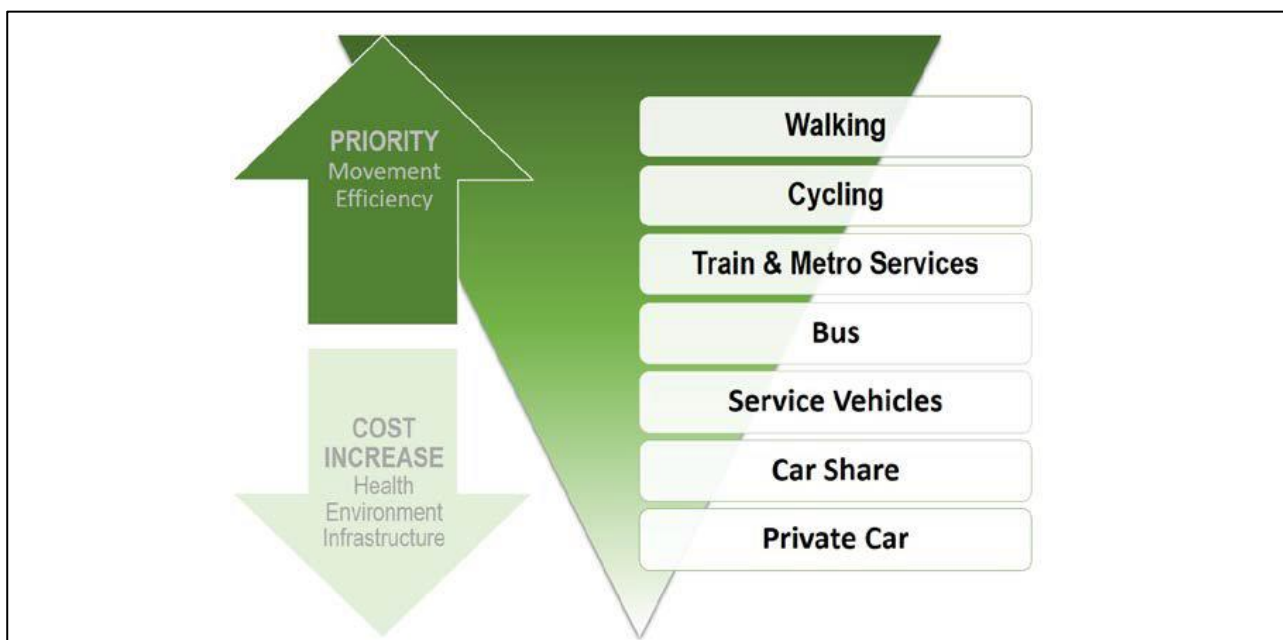 PRIORITY
Movement
Efficiency
COST
INCREASE
Health
Environment
Infrastructure
Walking
Cycling
Train & Metro Services
Bus
Service Vehicles
Car Share
Private Car